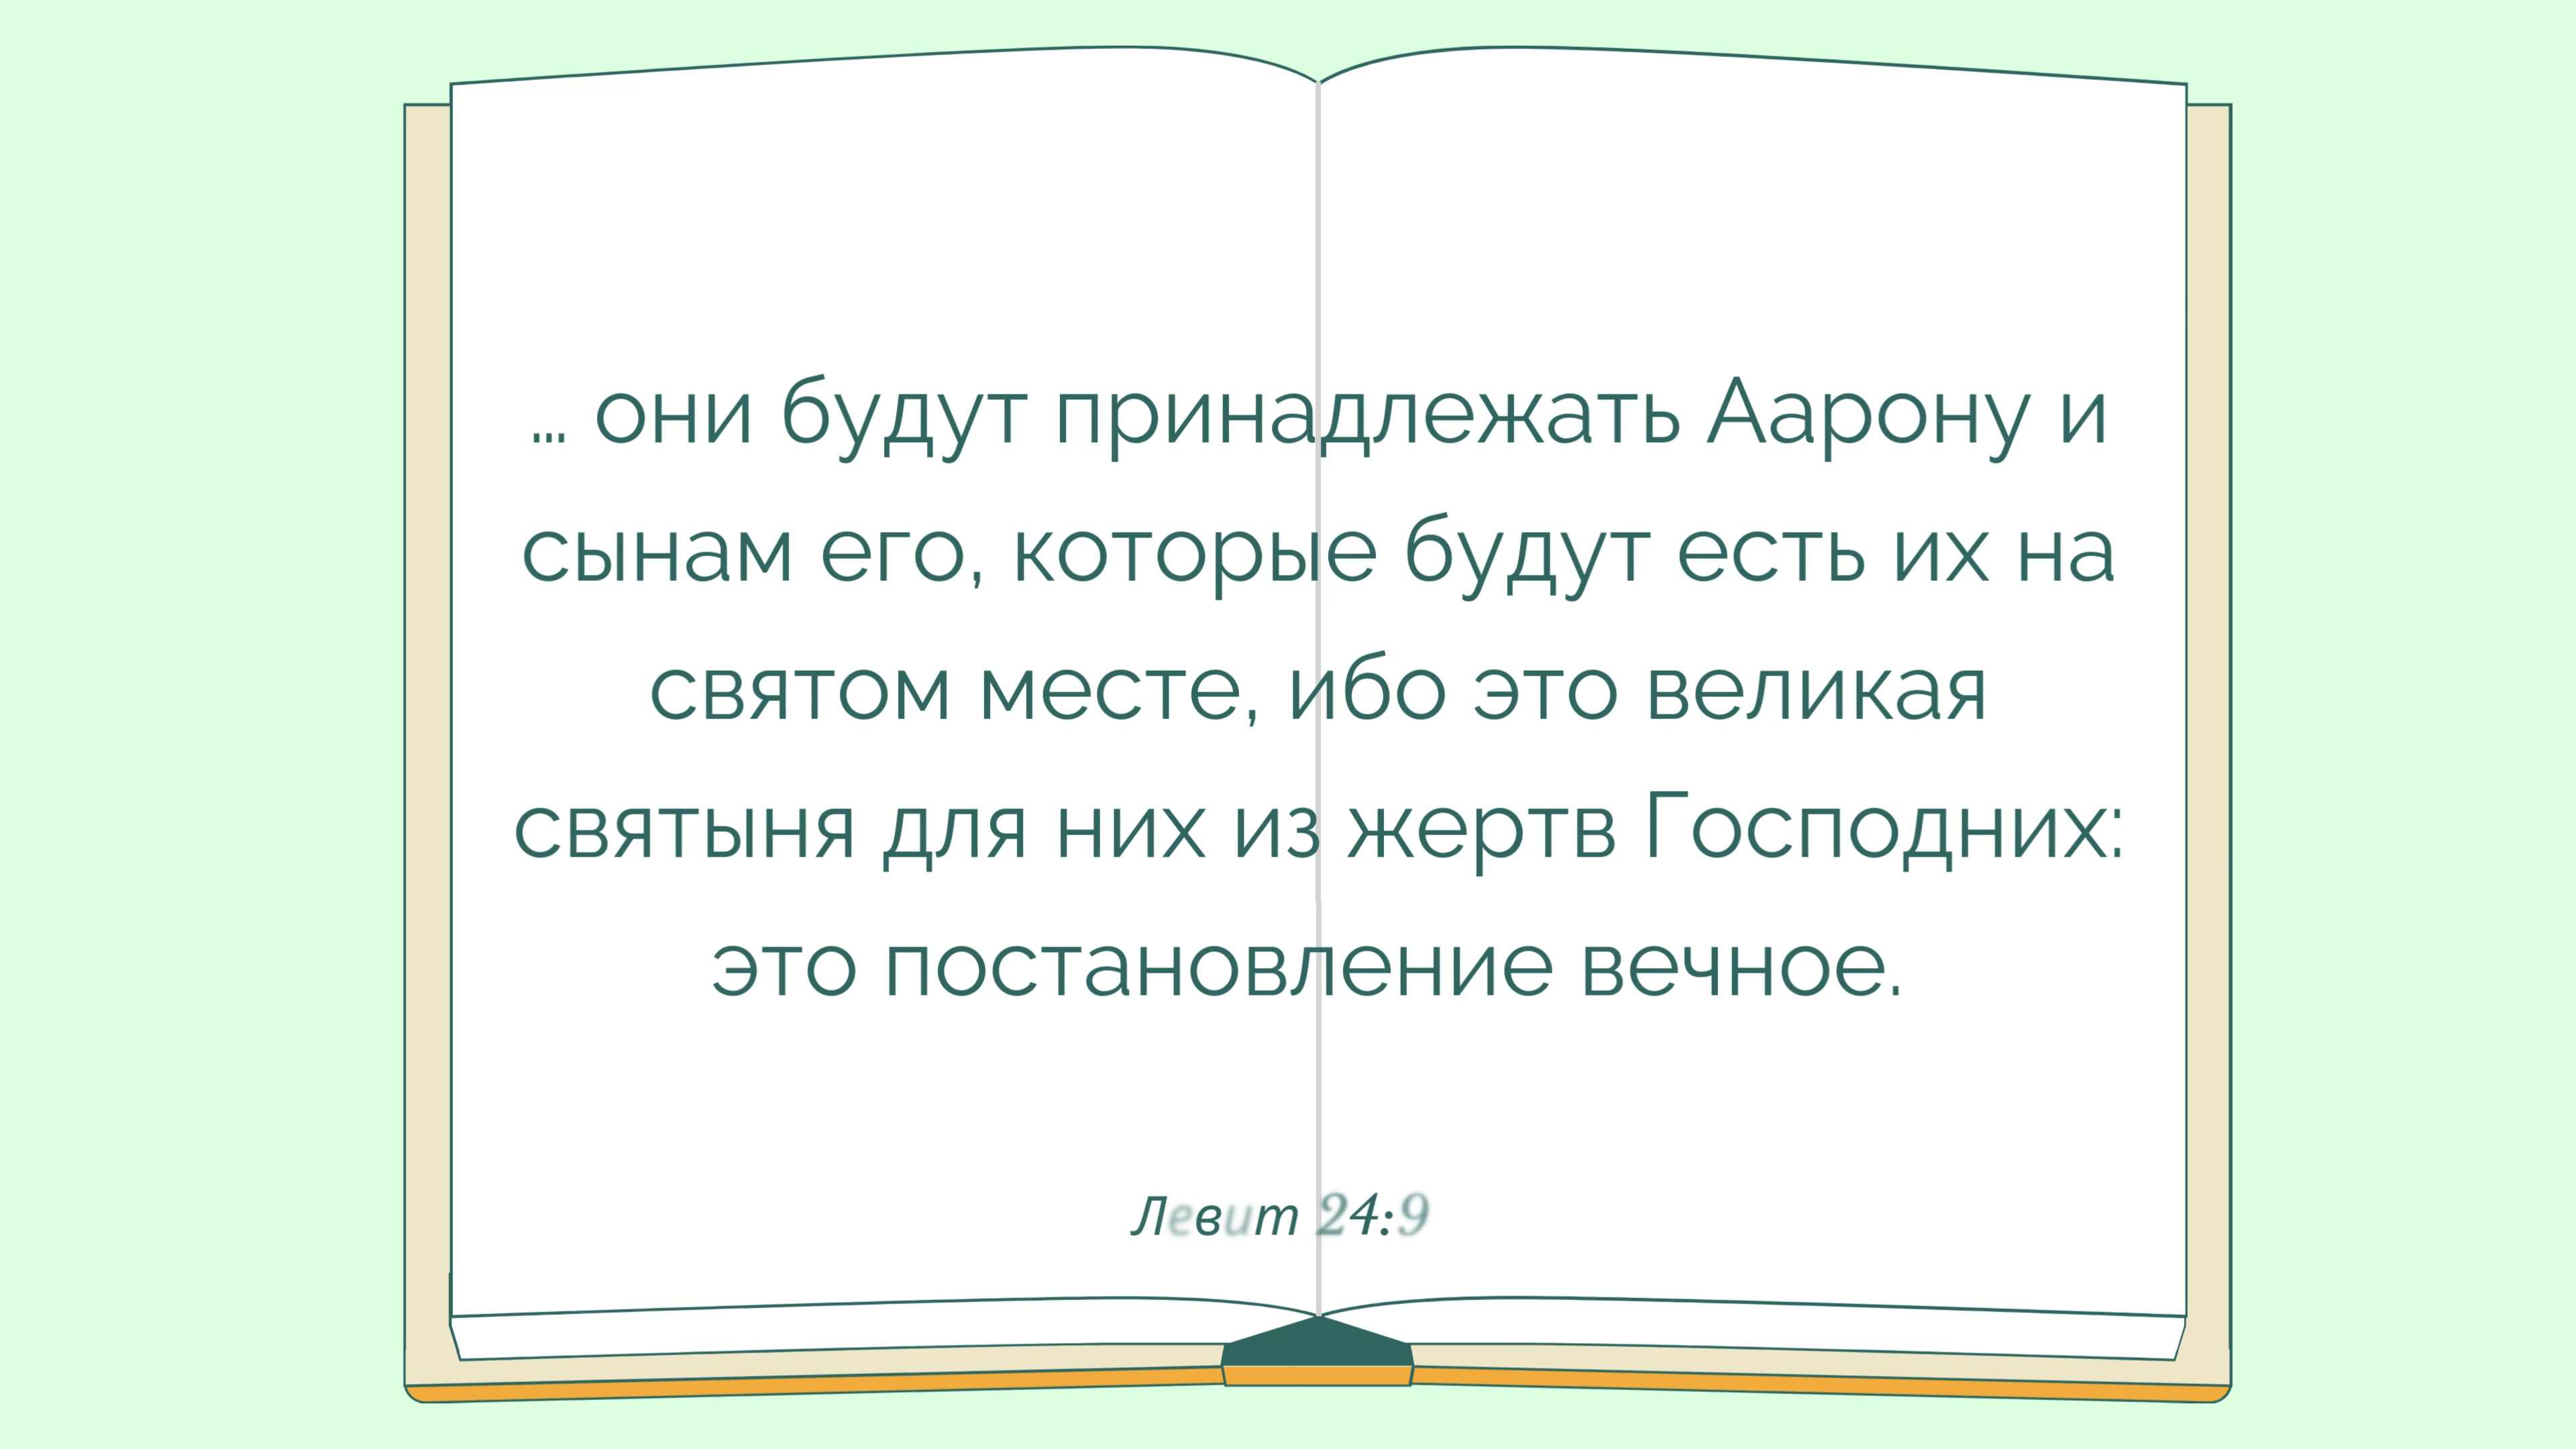 ... они будут принадлежать Аарону и
сынам его, которые будут есть их на
святом месте, ибо это великая
святыня для них из жертв Господних:
это постановление вечное.
Левит 24:9